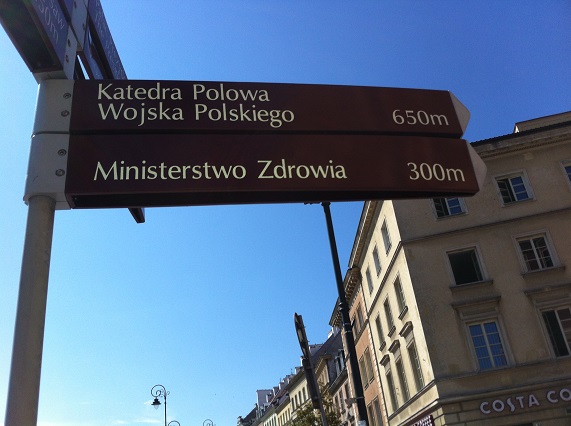 Katedra Polowa
Wojska Polskiego 650m
Ministerstwo Zdrowia 300m
COSTA CO